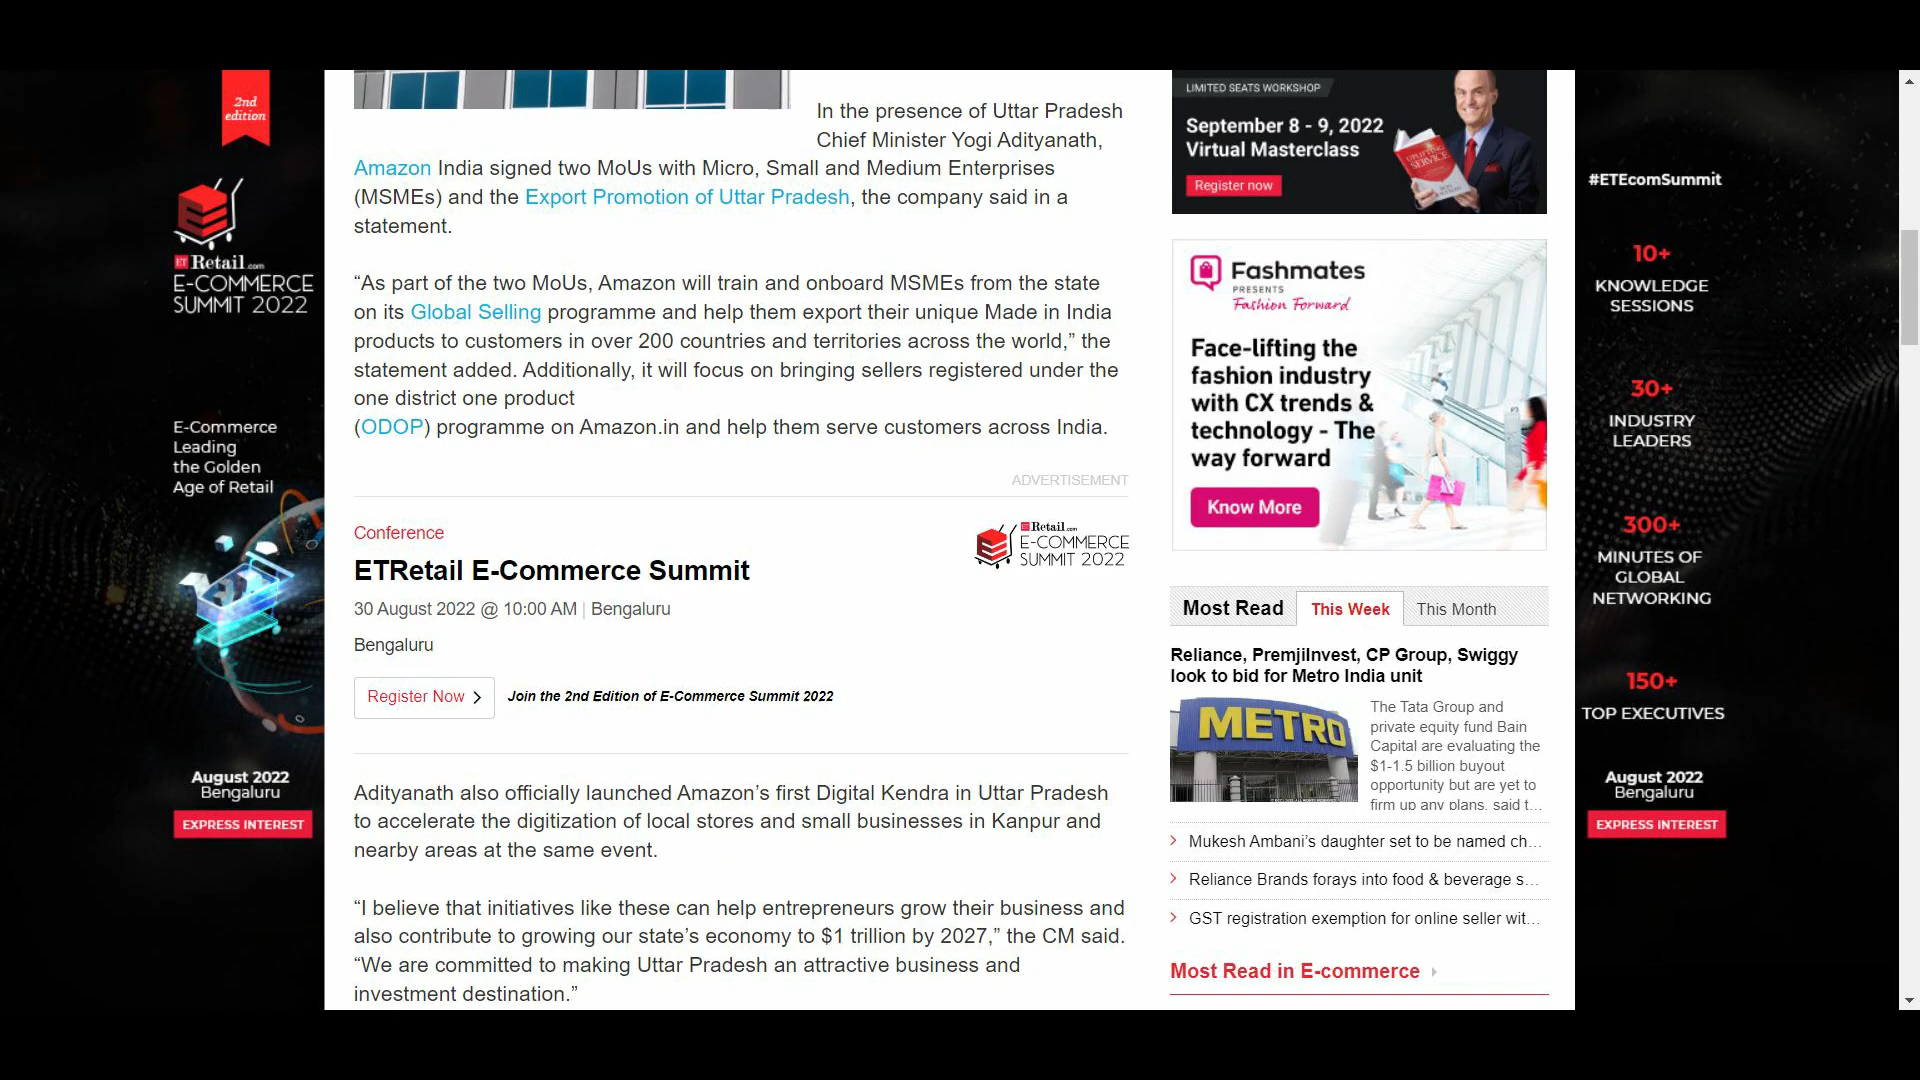 2nd
edition
ET Retail.com
E-COMMERCE
SUMMIT 2022
E-Commerce
Leading
the Golden
Age of Retail
August 2022
Bengaluru
EXPRESS INTEREST
In the presence of Uttar Pradesh
Chief Minister Yogi Adityanath,
Amazon India signed two MoUs with Micro, Small and Medium Enterprises
(MSMEs) and the Export Promotion of Uttar Pradesh, the company said in a
statement.
“As part of the two MoUs, Amazon will train and onboard MSMEs from the state
on its Global Selling programme and help them export their unique Made in India
products to customers in over 200 countries and territories across the world,” the
statement added. Additionally, it will focus on bringing sellers registered under the
one district one product
(ODOP) programme on Amazon.in and help them serve customers across India.
ADVERTISEMENT
Conference
ETRetail E-Commerce Summit
30 August 2022 @ 10:00 AM | Bengaluru
Bengaluru
Register Now
Join the 2nd Edition of E-Commerce Summit 2022
ET Retail.com
E-COMMERCE
SUMMIT 2022
Adityanath also officially launched Amazon’s first Digital Kendra in Uttar Pradesh
to accelerate the digitization of local stores and small businesses in Kanpur and
nearby areas at the same event.
“I believe that initiatives like these can help entrepreneurs grow their business and
also contribute to growing our state’s economy to $1 trillion by 2027,” the CM said.
“We are committed to making Uttar Pradesh an attractive business and
investment destination.”
LIMITED SEATS WORKSHOP
September 8 - 9, 2022
Virtual Masterclass
Register now
UPLIFTING
SERVICE
Fashmates
PRESENTS
Fashion Forward
Face-lifting the
fashion industry
with CX trends &
technology - The
way forward
Know More
Most Read
This Week
This Month
Reliance, PremjiInvest, CP Group, Swiggy
look to bid for Metro India unit
METRO
The Tata Group and
private equity fund Bain
Capital are evaluating the
$1-1.5 billion buyout
opportunity but are yet to
firm up any plans, said t...
Mukesh Ambani’s daughter set to be named ch...
Reliance Brands forays into food & beverage s...
GST registration exemption for online seller wit...
Most Read in E-commerce
#ETEcomSummit
10+
KNOWLEDGE
SESSIONS
30+
INDUSTRY
LEADERS
300+
MINUTES OF
GLOBAL
NETWORKING
150+
TOP EXECUTIVES
August 2022
Bengaluru
EXPRESS INTEREST